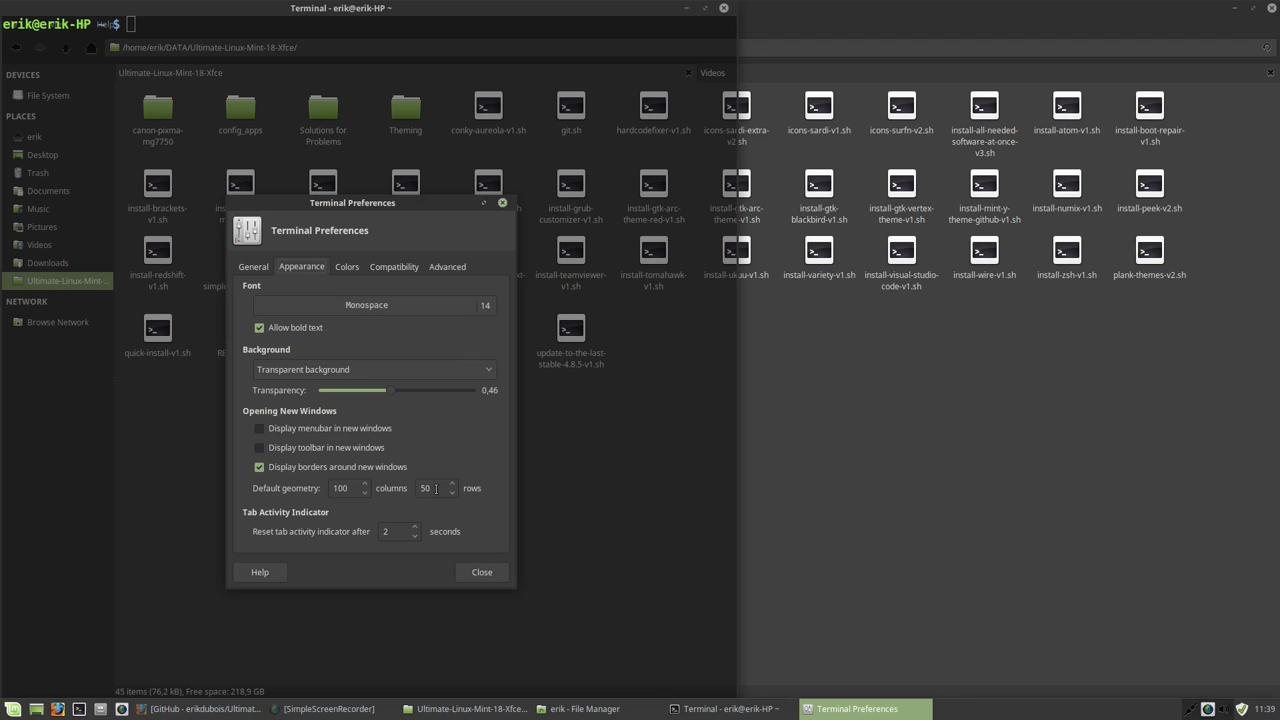 Terminal - erik@erik-HP ~
erik@erik-HP ~ $
/home/erik/DATA/Ultimate-Linux-Mint-18-Xfce/
DEVICES
File System
PLACES
erik
Desktop
Trash
Documents
Music
Pictures
Videos
Downloads
Ultimate-Linux-Mint-...
NETWORK
Browse Network
Ultimate-Linux-Mint-18-Xfce
Videos
canon-pixma-
mg7750
config_apps
Solutions for
Problems
Theming
conky-aureola-v1.sh
git.sh
hardcodefixer-v1.sh
icons-sardi-extra-
v2.sh
icons-sardi-v1.sh
icons-surfn-v2.sh
install-all-needed-
software-at-once-
v3.sh
install-atom-v1.sh
install-boot-repair-
v1.sh
install-brackets-
v1.sh
install-grub-
customizer-v1.sh
install-gtk-arc-
theme-red-v1.sh
install-gtk-arc-
theme-v1.sh
install-gtk-
blackbird-v1.sh
install-gtk-vertex-
theme-v1.sh
install-mint-y-
theme-github-v1.sh
install-numix-v1.sh
install-peek-v2.sh
install-redshift-
v1.sh
install-teamviewer-
v1.sh
install-tomahawk-
v1.sh
install-ukuu-v1.sh
install-variety-v1.sh
install-visual-studio-
code-v1.sh
install-wire-v1.sh
install-zsh-v1.sh
plank-themes-v2.sh
quick-install-v1.sh
update-to-the-last-
stable-4.8.5-v1.sh
Terminal Preferences
Terminal Preferences
General Appearance Colors Compatibility Advanced
Font
Monospace 14
Allow bold text
Background
Transparent background
Transparency: 0,46
Opening New Windows
Display menubar in new windows
Display toolbar in new windows
Display borders around new windows
Default geometry: 100 columns 50 rows
Tab Activity Indicator
Reset tab activity indicator after 2 seconds
Help Close
45 items (76,2 kB), Free space: 218,9 GB
[GitHub - erikdubois/Ultimat...
[SimpleScreenRecorder]
Ultimate-Linux-Mint-18-Xfce...
erik - File Manager
Terminal - erik@erik-HP ~
Terminal Preferences
11:39